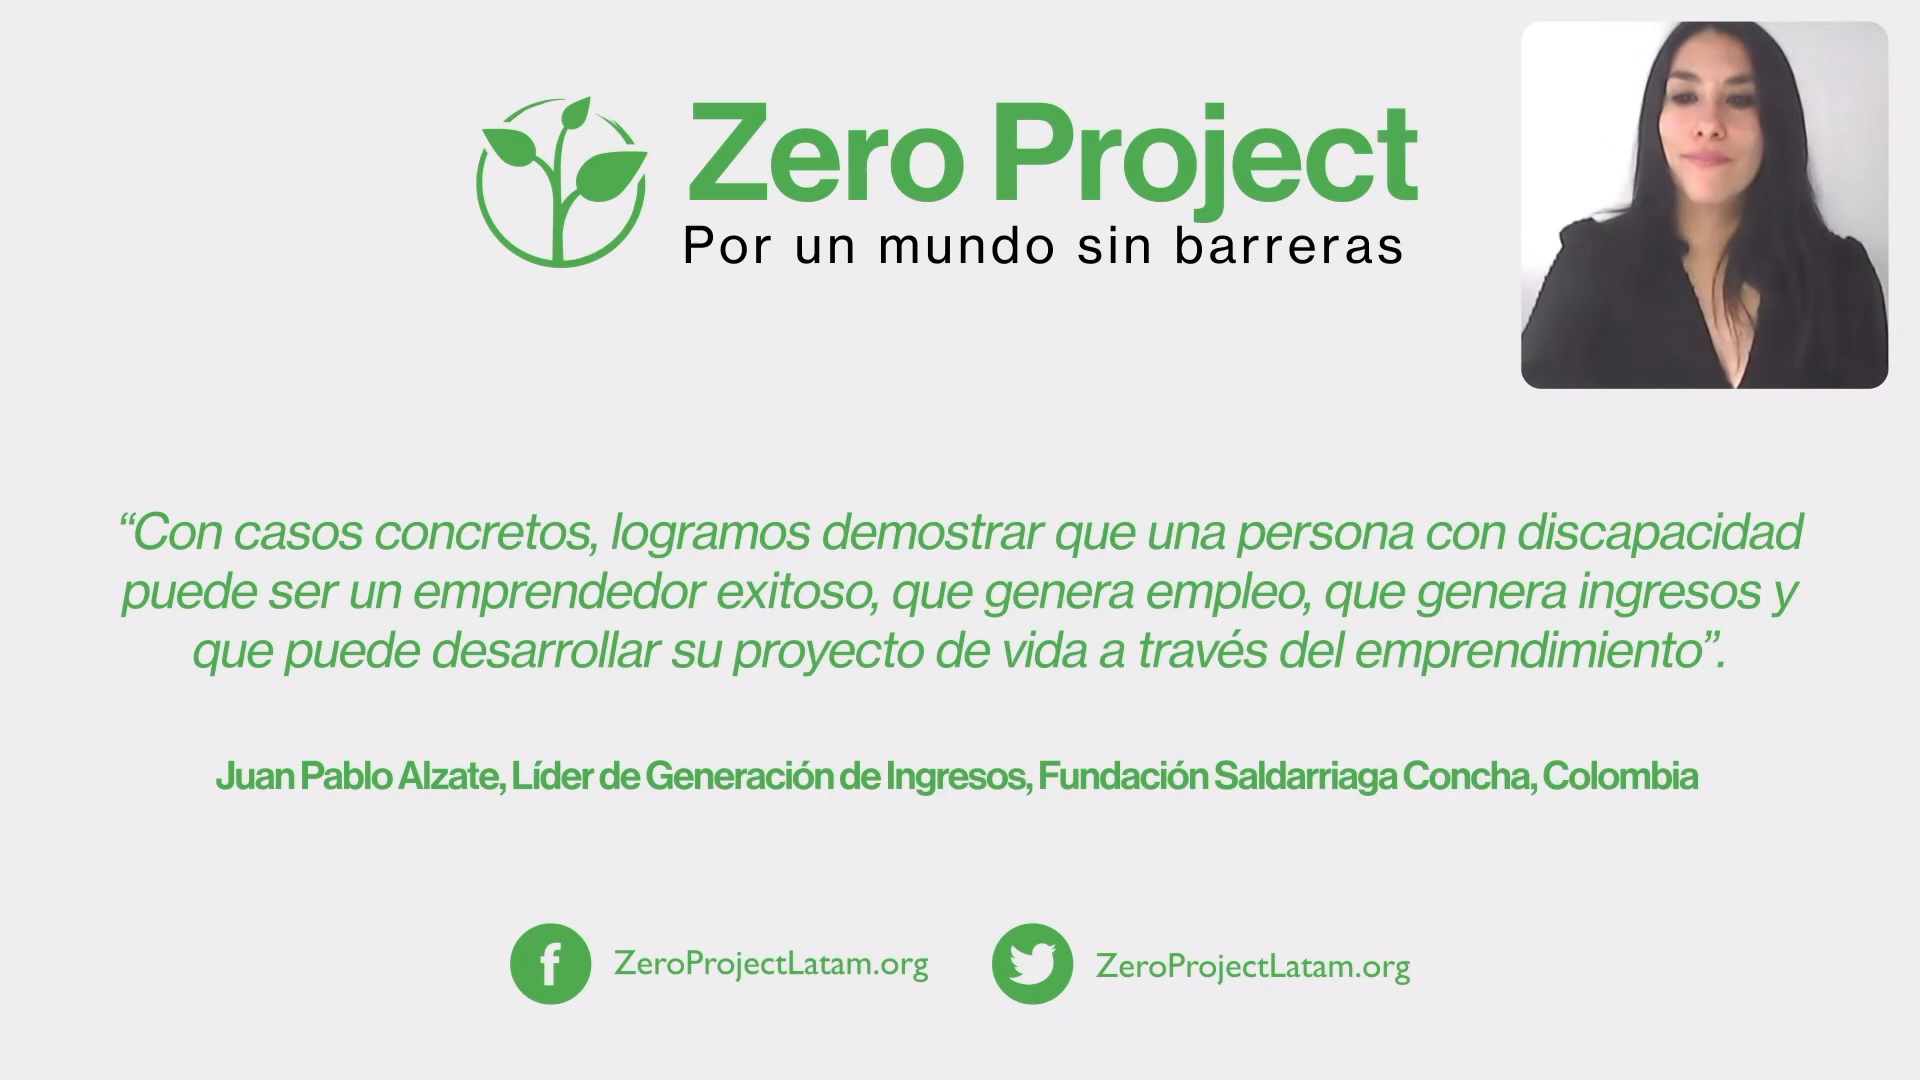 Zero Project
Por un mundo sin barreras
“Con casos concretos, logramos demostrar que una persona con discapacidad
puede ser un emprendedor exitoso, que genera empleo, que genera ingresos y
que puede desarrollar su proyecto de vida a través del emprendimiento”.
Juan Pablo Alzate, Líder de Generación de Ingresos, Fundación Saldarriaga Concha, Colombia
ZeroProjectLatam.org
ZeroProjectLatam.org